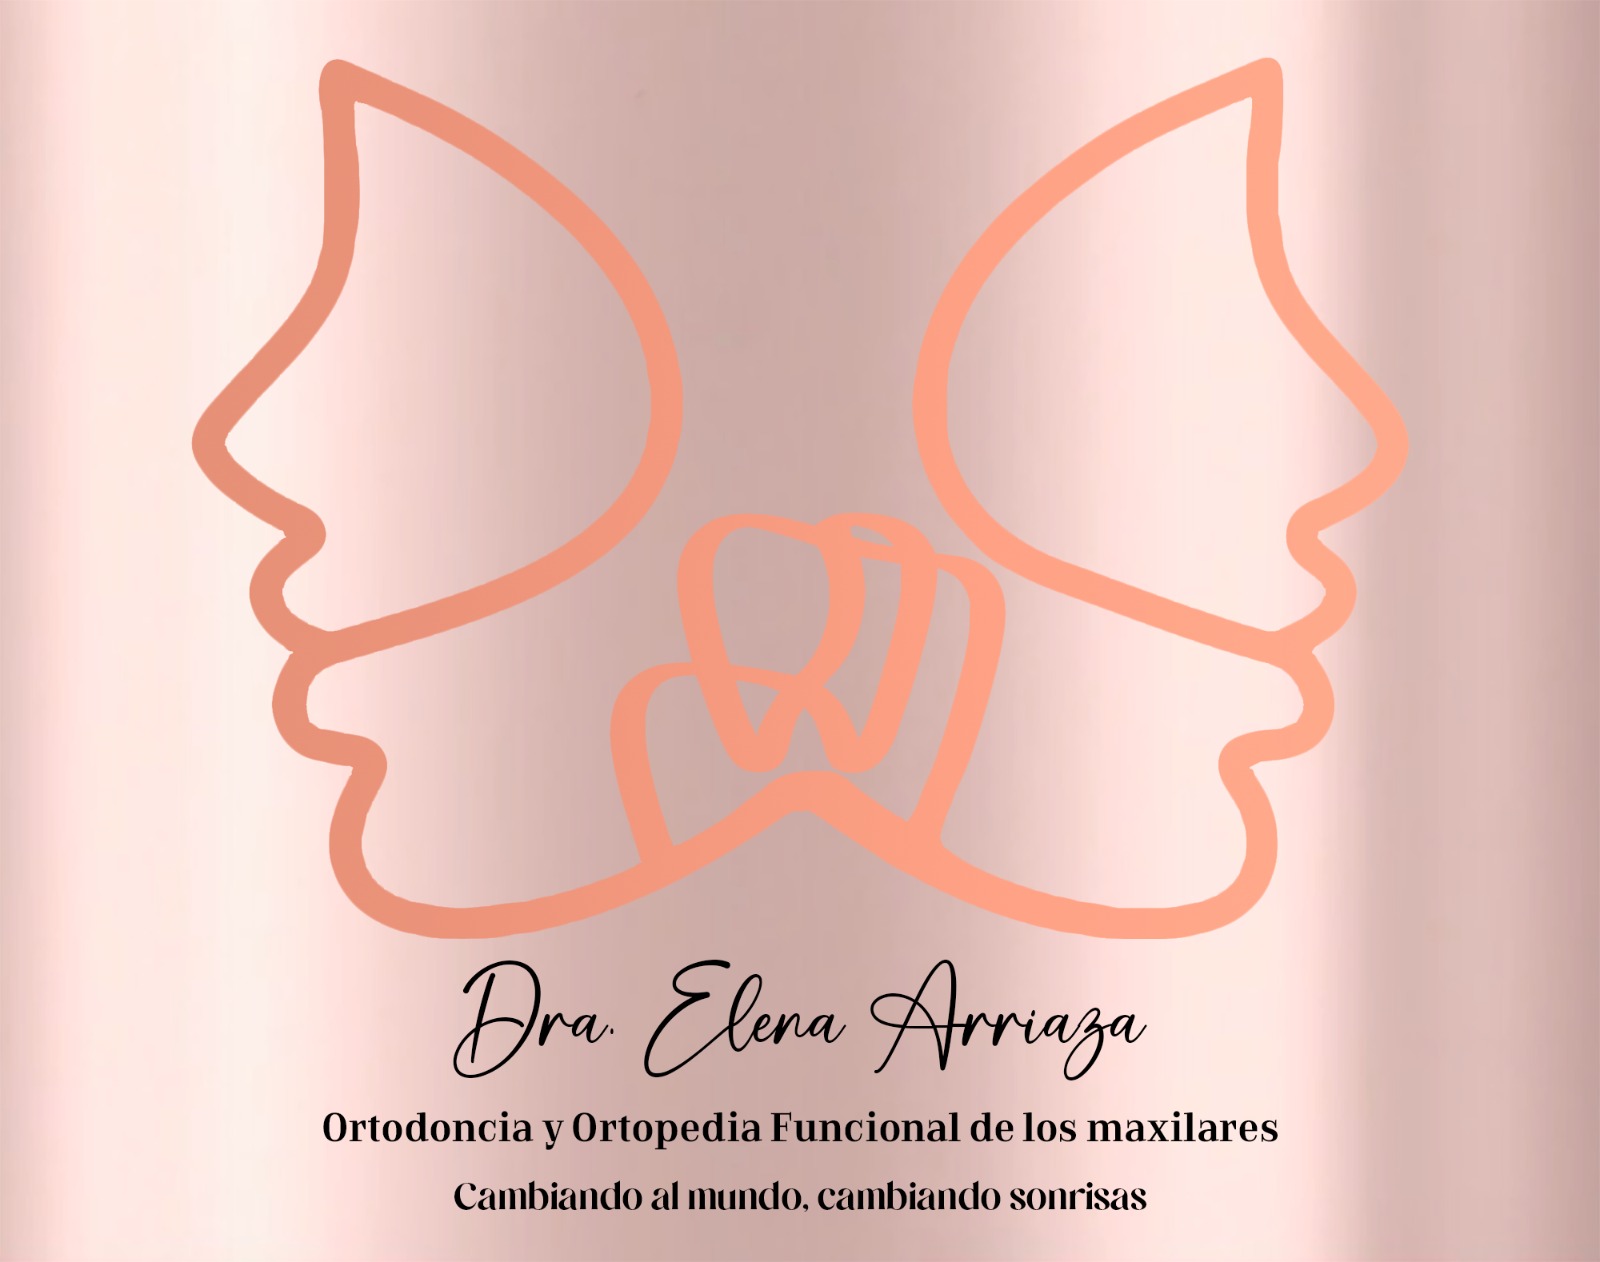 Dra. Elena Arriaza
Ortodoncia y Ortopedia Funcional de los maxilares
Cambiando al mundo, cambiando sonrisas